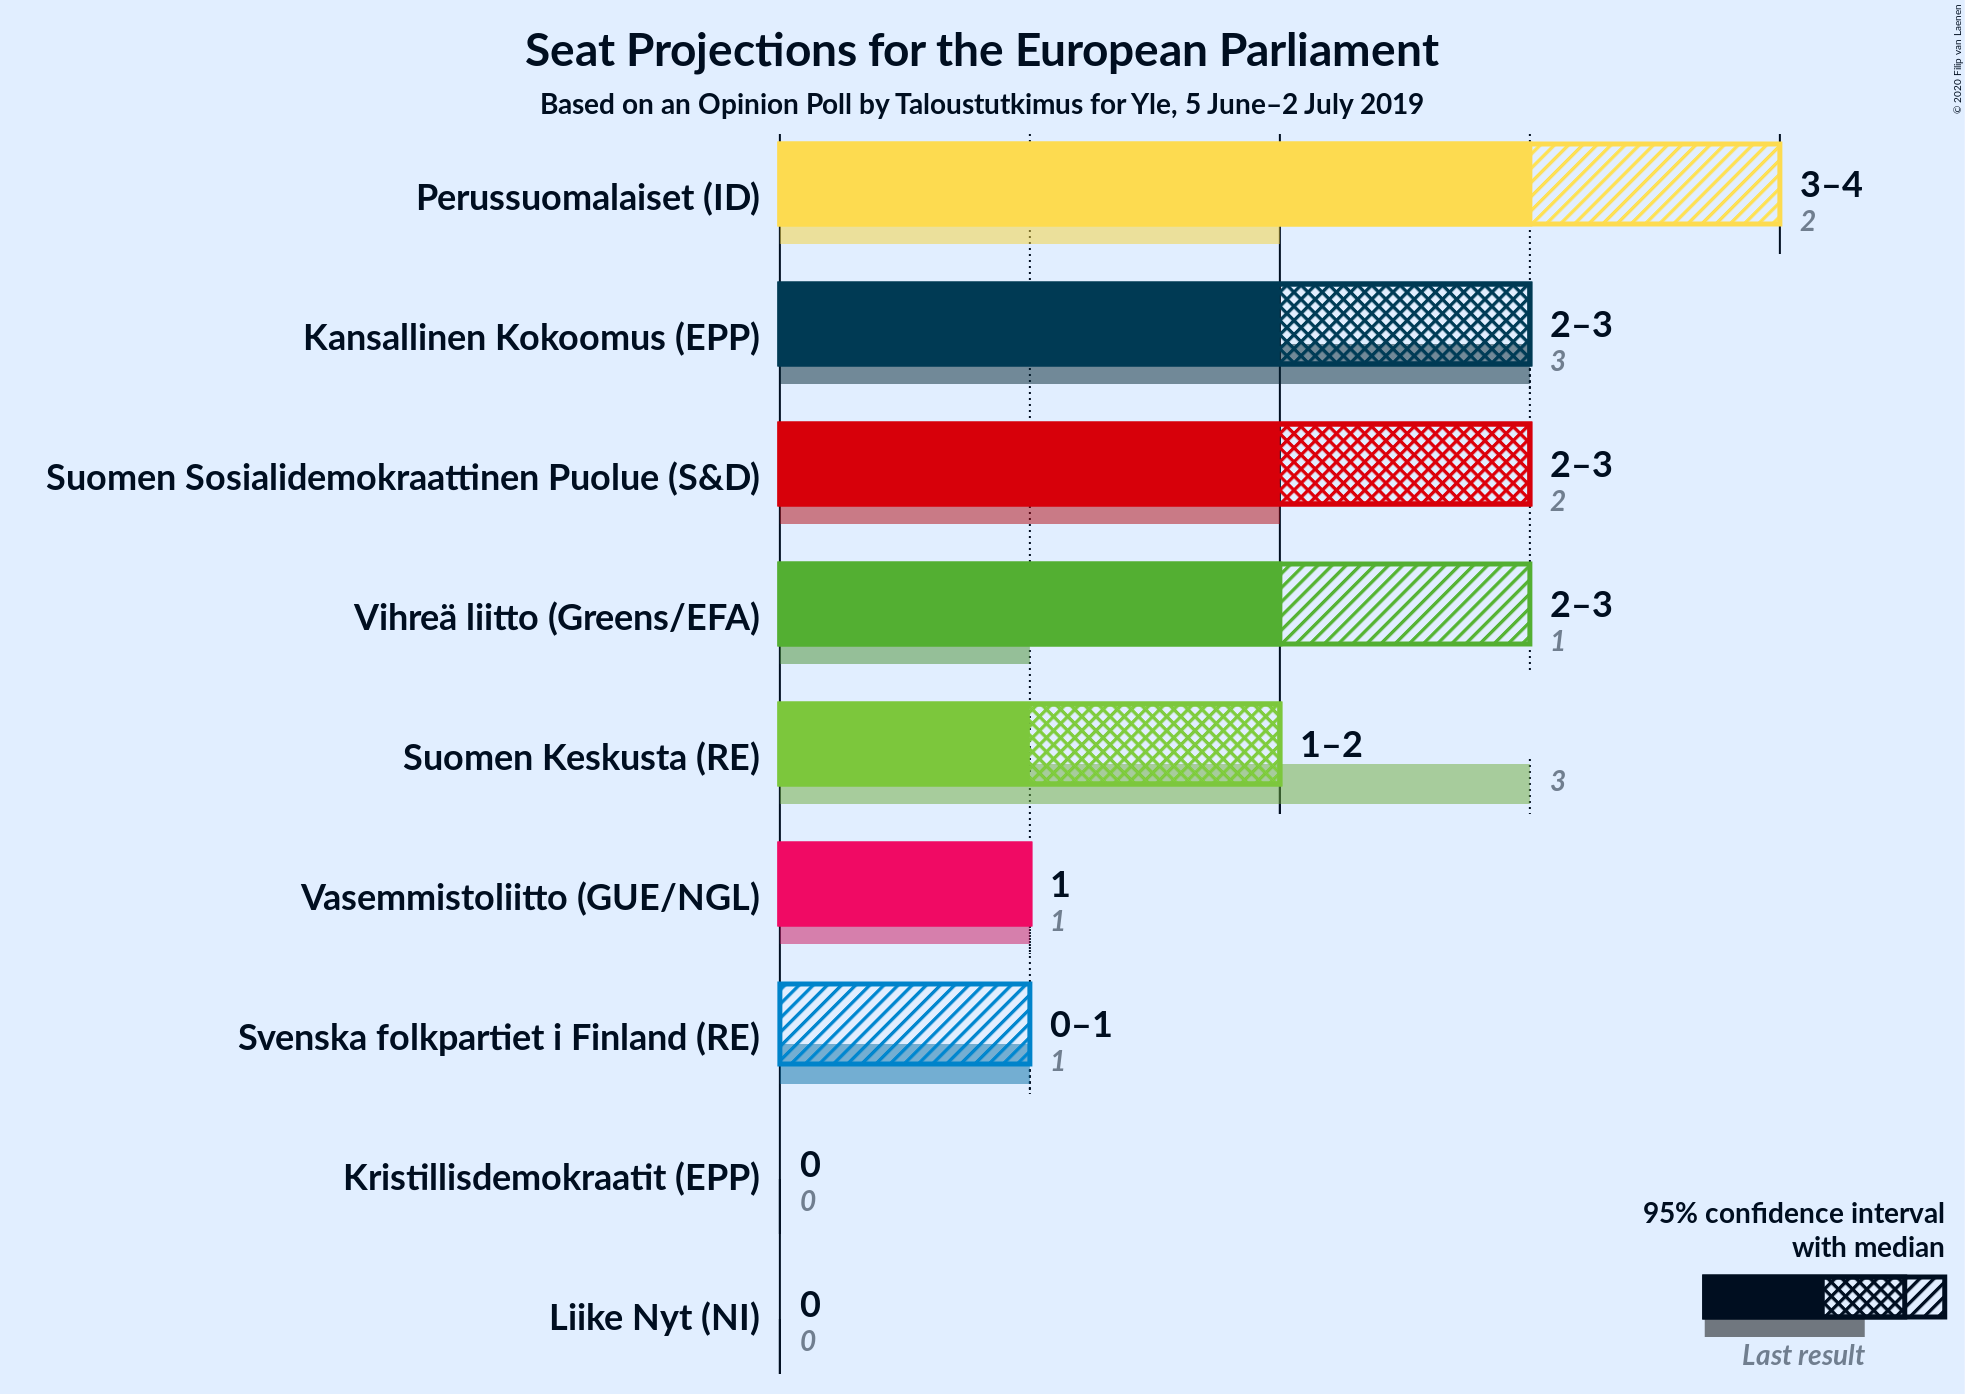 Seat Projections for the European Parliament
Based on an Opinion Poll by Taloustutkimus for Yle, 5 June–2 July 2019
© 2020 Filip van Laenen
Perussuomalaiset (ID)
3–4
2
Kansallinen Kokoomus (EPP)
2–3
3
Suomen Sosialidemokraattinen Puolue (S&D)
2–3
2
Vihreä liitto (Greens/EFA)
2–3
1
Suomen Keskusta (RE)
1–2
3
Vasemmistoliitto (GUE/NGL)
1
1
Svenska folkpartiet i Finland (RE)
0–1
1
Kristillisdemokraatit (EPP)
0
0
Liike Nyt (NI)
0
0
95% confidence interval
with median
Last result